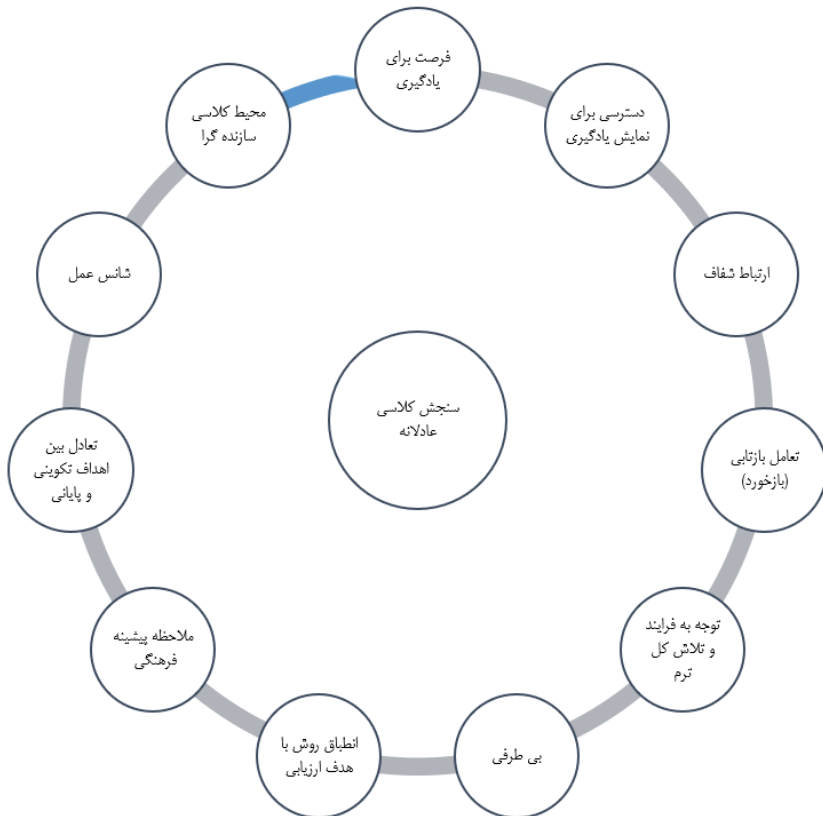 فرصت برای
یادگیری
دسترسی برای
نمایش یادگیری
ارتباط شفاف
تعامل بازتابی
(بازخورد)
توجه به فرایند
و تلاش کل
ترم
بی طرفی
انطباق روش با
هدف ارزیابی
ملاحظه پیشینه
فرهنگی
تعادل بین
اهداف تکوینی
و پایانی
شانس عمل
محیط کلاسی
سازنده گرا
سنجش کلاسی
عادلانه